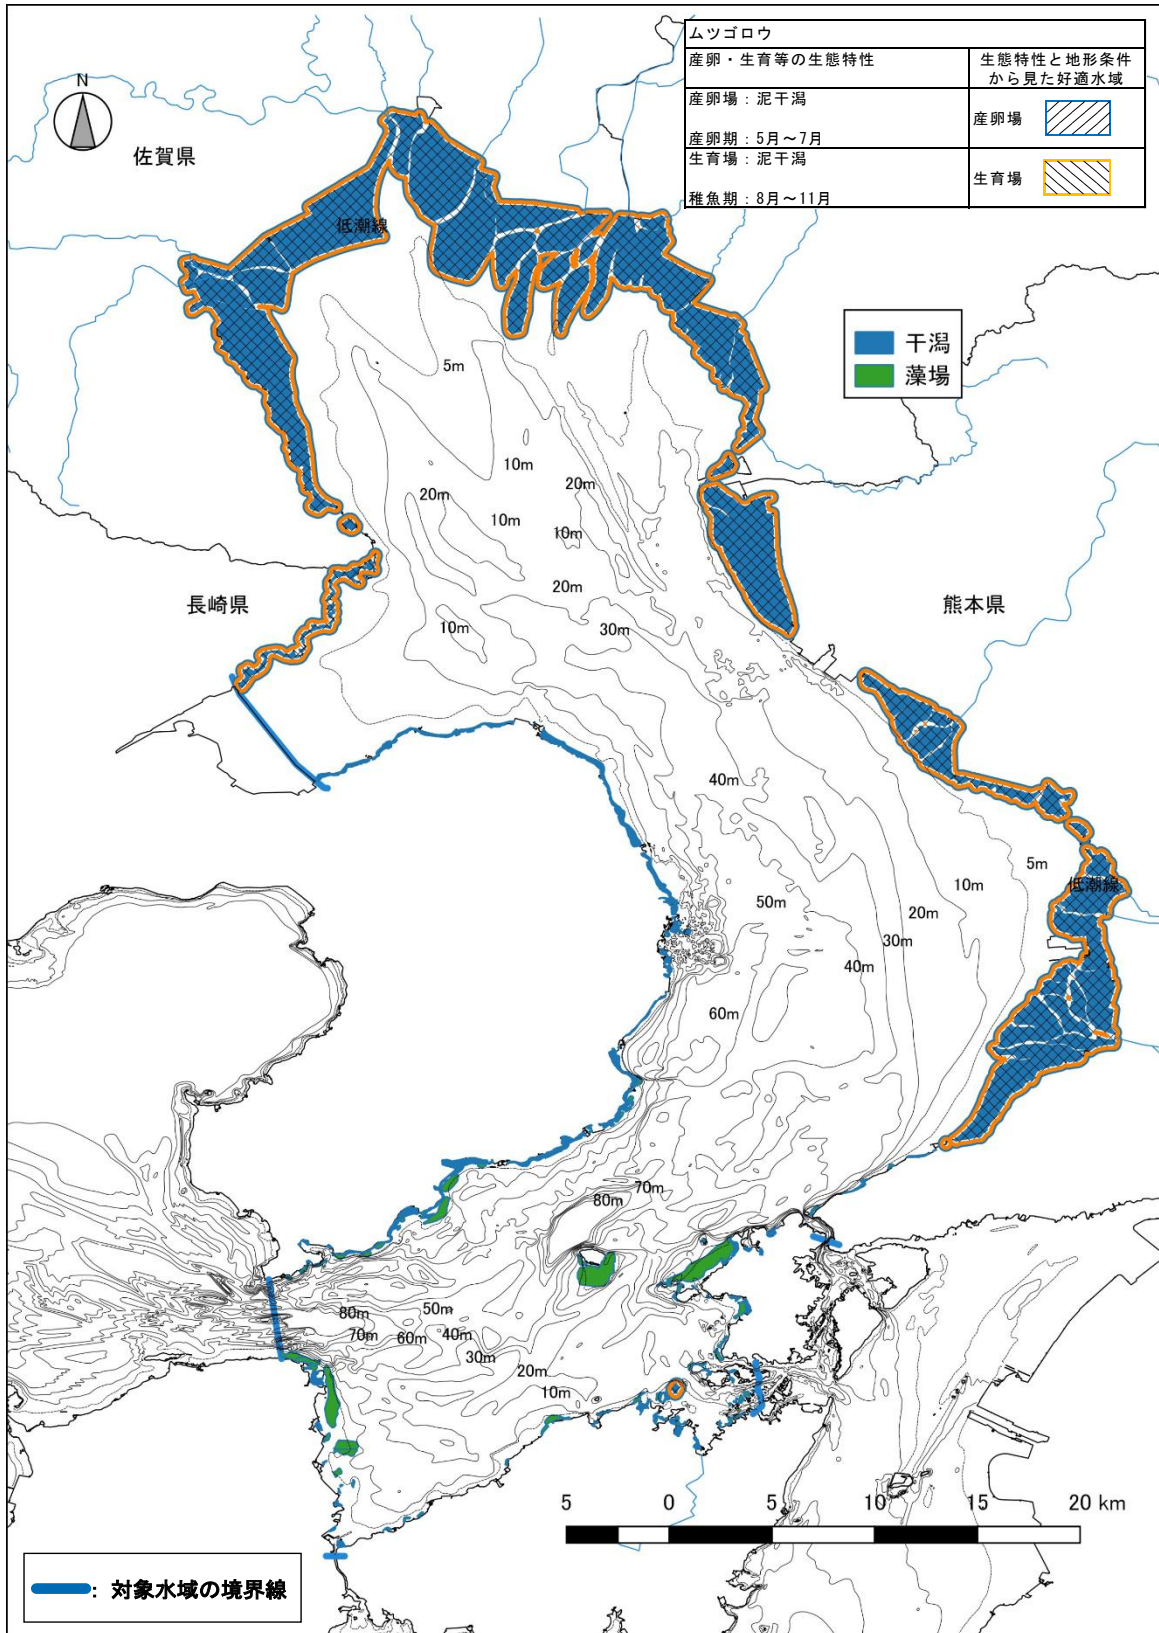 ムツゴロウ
産卵・生育等の生態特性
生態特性と地形条件
から見た好適水域
産卵場：泥干潟
産卵期：5月～7月
産卵場
生育場：泥干潟
稚魚期：8月～11月
生育場
N
佐賀県
低潮線
干潟
藻場
5m
10m
20m
20m
10m
10m
20m
長崎県
熊本県
10m
30m
40m
5m
10m
低潮線
50m
20m
30m
40m
60m
70m
80m
50m
80m
40m
70m
60m
30m
20m
10m
5 0 5 10 15 20 km
: 対象水域の境界線